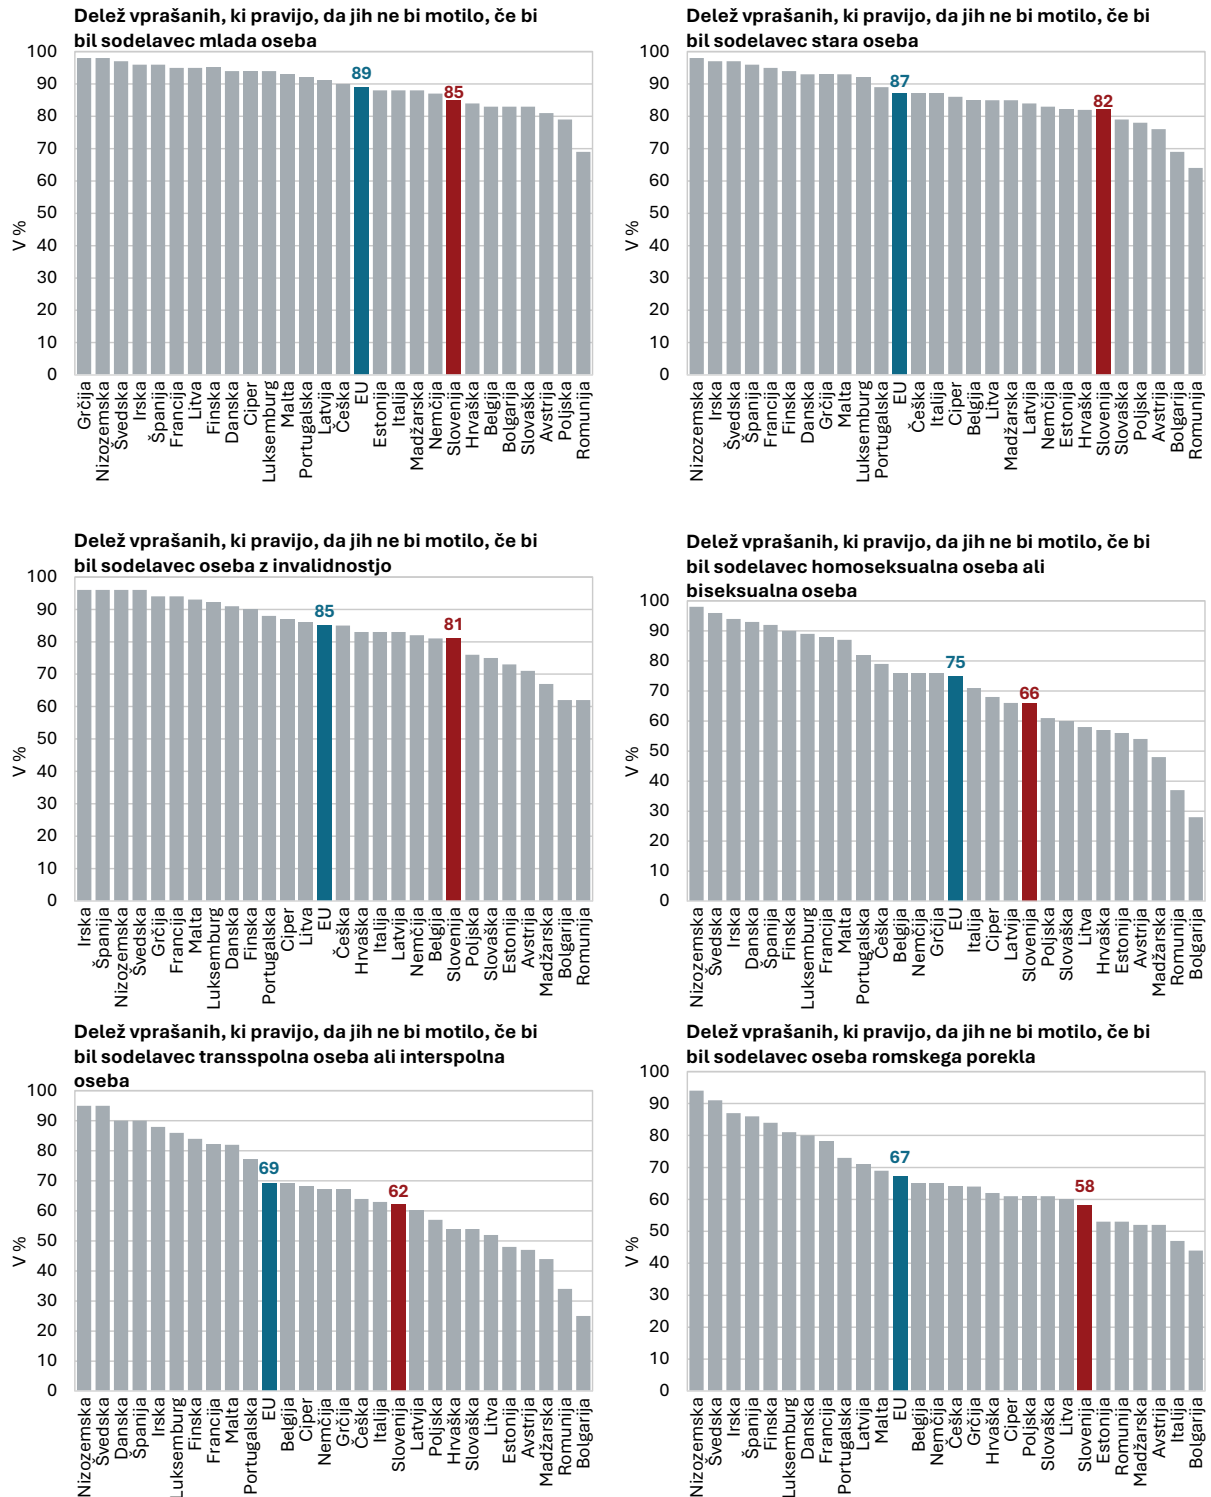 Delež vprašanih, ki pravijo, da jih ne bi motilo, če bi
bil sodelavec mlada oseba
100
90
80
70
60
50
40
30
20
10
0
V %
89
85
Grčija
Nizozemska
Švedska
Irska
Španija
Francija
Litva
Finska
Danska
Ciper
Luksemburg
Malta
Portugalska
Latvija
Češka
EU
Estonija
Italija
Madžarska
Nemčija
Slovenija
Hrvaška
Belgija
Bolgarija
Slovaška
Avstrija
Poljska
Romunija
Delež vprašanih, ki pravijo, da jih ne bi motilo, če bi
bil sodelavec stara oseba
100
90
80
70
60
50
40
30
20
10
0
V %
87
82
Nizozemska
Irska
Švedska
Španija
Francija
Finska
Danska
Grčija
Malta
Luksemburg
Portugalska
EU
Češka
Italija
Ciper
Belgija
Litva
Madžarska
Latvija
Nemčija
Estonija
Hrvaška
Slovenija
Slovaška
Poljska
Avstrija
Bolgarija
Romunija
Delež vprašanih, ki pravijo, da jih ne bi motilo, če bi
bil sodelavec oseba z invalidnostjo
100
90
80
70
60
50
40
30
20
10
0
V %
85
81
Irska
Španija
Nizozemska
Švedska
Grčija
Francija
Malta
Luksemburg
Danska
Finska
Portugalska
Ciper
Litva
EU
Češka
Hrvaška
Italija
Latvija
Nemčija
Belgija
Slovenija
Poljska
Slovaška
Estonija
Avstrija
Madžarska
Bolgarija
Romunija
Delež vprašanih, ki pravijo, da jih ne bi motilo, če bi
bil sodelavec homoseksualna oseba ali
biseksualna oseba
100
90
80
70
60
50
40
30
20
10
0
V %
75
66
Nizozemska
Švedska
Irska
Danska
Španija
Finska
Luksemburg
Francija
Malta
Portugalska
Češka
Belgija
Nemčija
Grčija
EU
Italija
Ciper
Latvija
Slovenija
Poljska
Slovaška
Litva
Hrvaška
Estonija
Avstrija
Madžarska
Romunija
Bolgarija
Delež vprašanih, ki pravijo, da jih ne bi motilo, če bi
bil sodelavec transspolna oseba ali interspolna
oseba
100
90
80
70
60
50
40
30
20
10
0
V %
69
62
Nizozemska
Švedska
Danska
Španija
Irska
Luksemburg
Finska
Francija
Malta
Portugalska
EU
Belgija
Ciper
Nemčija
Grčija
Češka
Italija
Slovenija
Latvija
Poljska
Hrvaška
Slovaška
Litva
Estonija
Avstrija
Madžarska
Romunija
Bolgarija
Delež vprašanih, ki pravijo, da jih ne bi motilo, če bi
bil sodelavec oseba romskega porekla
100
90
80
70
60
50
40
30
20
10
0
V %
67
58
Nizozemska
Švedska
Irska
Španija
Finska
Luksemburg
Danska
Francija
Portugalska
Latvija
Malta
EU
Belgija
Nemčija
Češka
Grčija
Hrvaška
Ciper
Poljska
Slovaška
Litva
Slovenija
Estonija
Romunija
Madžarska
Avstrija
Italija
Bolgarija